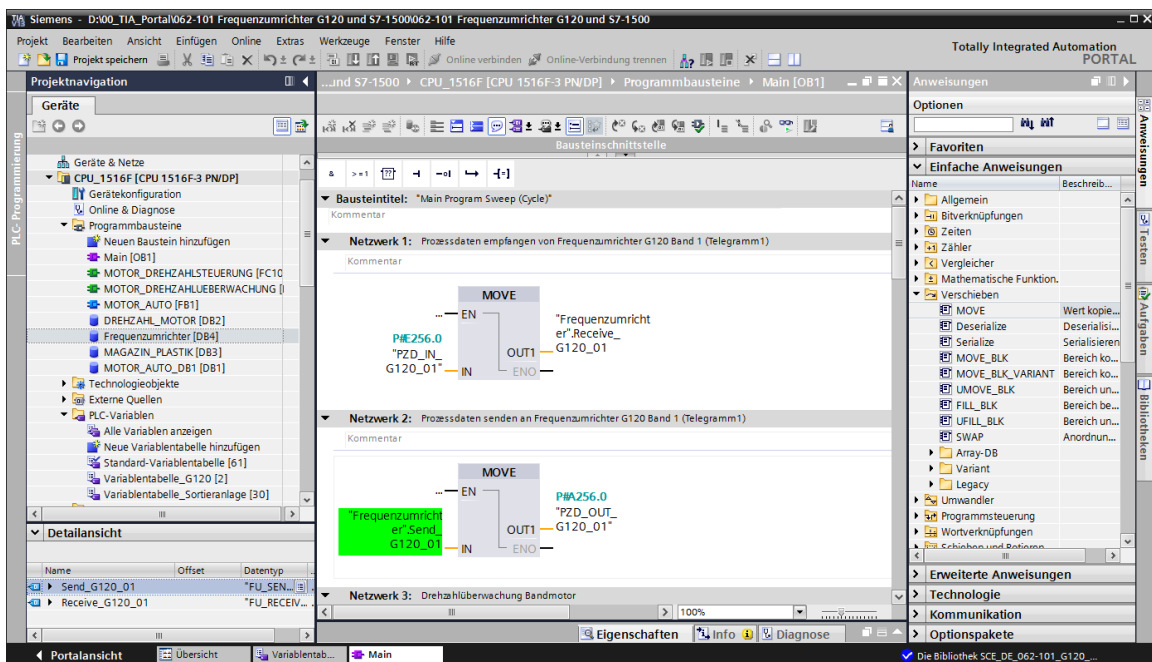 Siemens - D:\00_TIA_Portal\062-101 Frequenzumrichter G120 und S7-1500\062-101 Frequenzumrichter G120 und S7-1500
Projekt Bearbeiten Ansicht Einfügen Online Extras Werkzeuge Fenster Hilfe
Totally Integrated Automation
PORTAL
Projekt speichern
Online verbinden
Online-Verbindung trennen
Projektnavigation
...und S7-1500 CPU_1516F [CPU 1516F-3 PN/DP] Programmbausteine Main [OB1]
Anweisungen
Geräte
Optionen
PLC-Programmierung
Geräte & Netze
CPU_1516F [CPU 1516F-3 PN/DP]
Gerätekonfiguration
Online & Diagnose
Programmbausteine
Neuen Baustein hinzufügen
Main [OB1]
MOTOR_DREHZAHLSTEUERUNG [FC10
MOTOR_DREHZAHLUEBERWACHUNG [
MOTOR_AUTO [FB1]
DREHZAHL_MOTOR [DB2]
Frequenzumrichter [DB4]
MAGAZIN_PLASTIK [DB3]
MOTOR_AUTO_DB1 [DB1]
Technologieobjekte
Externe Quellen
PLC-Variablen
Alle Variablen anzeigen
Neue Variablentabelle hinzufügen
Standard-Variablentabelle [61]
Variablentabelle_G120 [2]
Variablentabelle_Sortieranlage [30]
Detailansicht
Name Offset Datentyp
Send_G120_01 "FU_SEN...
Receive_G120_01 "FU_RECEIV...
Bausteinschnittstelle
& >=1 ??
Bausteintitel: "Main Program Sweep (Cycle)"
Kommentar
Netzwerk 1: Prozessdaten empfangen von Frequenzumrichter G120 Band 1 (Telegramm1)
Kommentar
MOVE
... EN
P#E256.0
"PZD_IN_
G120_01" IN
OUT1
ENO
"Frequenzumricht
er".Receive_
G120_01
Netzwerk 2: Prozessdaten senden an Frequenzumrichter G120 Band 1 (Telegramm1)
Kommentar
MOVE
... EN
"Frequenzumricht
er".Send_
G120_01 IN
OUT1
ENO
P#A256.0
"PZD_OUT_
G120_01"
Netzwerk 3: Drehzahlüberwachung Bandmotor
100%
Favoriten
Einfache Anweisungen
Name Beschreib...
Allgemein
Bitverknüpfungen
Zeiten
Zähler
Vergleicher
Mathematische Funktion.
Verschieben
MOVE Wert kopie...
Deserialize Deserialisi...
Serialize Serialisieren
MOVE_BLK Bereich ko...
MOVE_BLK_VARIANT Bereich ko...
UMOVE_BLK Bereich un...
FILL_BLK Bereich be...
UFILL_BLK Bereich un...
SWAP Anordnun...
Array-DB
Variant
Legacy
Umwandler
Programmsteuerung
Wortverknüpfungen
Schieben und Rotieren
Erweiterte Anweisungen
Technologie
Kommunikation
Optionspakete
Anweisungen
Testen
Aufgaben
Bibliotheken
Eigenschaften Info Diagnose
Portalansicht Übersicht Variablentab... Main
Die Bibliothek SCE_DE_062-101_G120_...